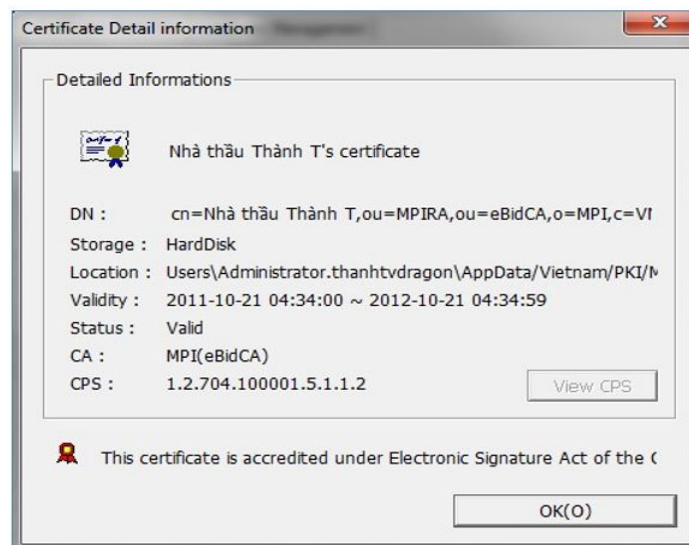 Certificate Detail information
Detailed Informations
Nhà thầu Thành T's certificate
DN : cn=Nhà thầu Thành T,ou=MPIRA,ou=eBidCA,o=MPI,c=VN
Storage : HardDisk
Location : Users\Administrator.thanhtvdragon\AppData/Vietnam/PKI/M
Validity : 2011-10-21 04:34:00 ~ 2012-10-21 04:34:59
Status : Valid
CA : MPI(eBidCA)
CPS : 1.2.704.100001.5.1.1.2
View CPS
This certificate is accredited under Electronic Signature Act of the
OK(O)